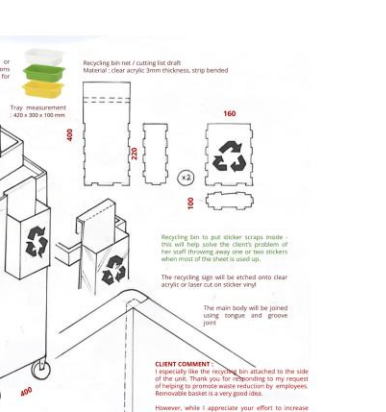 or
ons
for
Recycling bin net / cutting list draft
Material : clear acrylic 3mm thickness, strip bended
Tray measurement
: 420 x 300 x 100 mm
160
400
220
x2
100
Recycling bin to put sticker scraps inside -
this will help solve the client's problem of
her staff throwing away one or two stickers
when most of the sheet is used up.
The recycling sign will be etched onto clear
acrylic or laser cut on sticker vinyl
The main body will be joined
using tongue and groove
joint
400
CLIENT COMMENT :
I especially like the recycling bin attached to the side
of the unit. Thank you for responding to my request
of helping to promote waste reduction by employees.
Removable basket is a very good idea.
However, while I appreciate your effort to increase